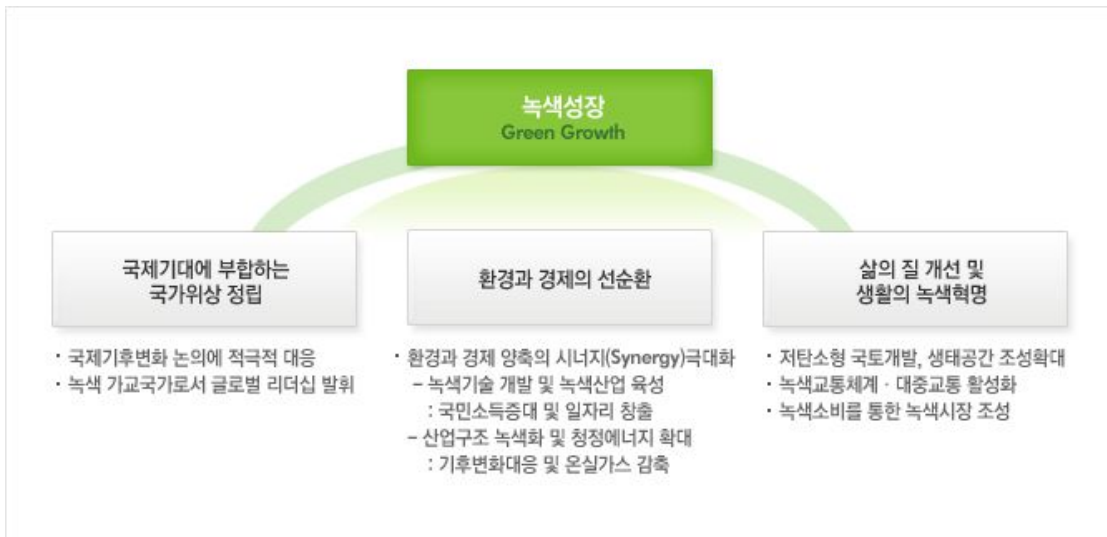 녹색성장
Green Growth
국제기대에 부합하는
국가위상 정립
· 국제기후변화 논의에 적극적 대응
· 녹색 가교국가로서 글로벌 리더십 발휘
환경과 경제의 선순환
· 환경과 경제 양축의 시너지(Synergy)극대화
– 녹색기술 개발 및 녹색산업 육성
: 국민소득증대 및 일자리 창출
– 산업구조 녹색화 및 청정에너지 확대
: 기후변화대응 및 온실가스 감축
삶의 질 개선 및
생활의 녹색혁명
· 저탄소형 국토개발, 생태공간 조성확대
· 녹색교통체계 · 대중교통 활성화
· 녹색소비를 통한 녹색시장 조성